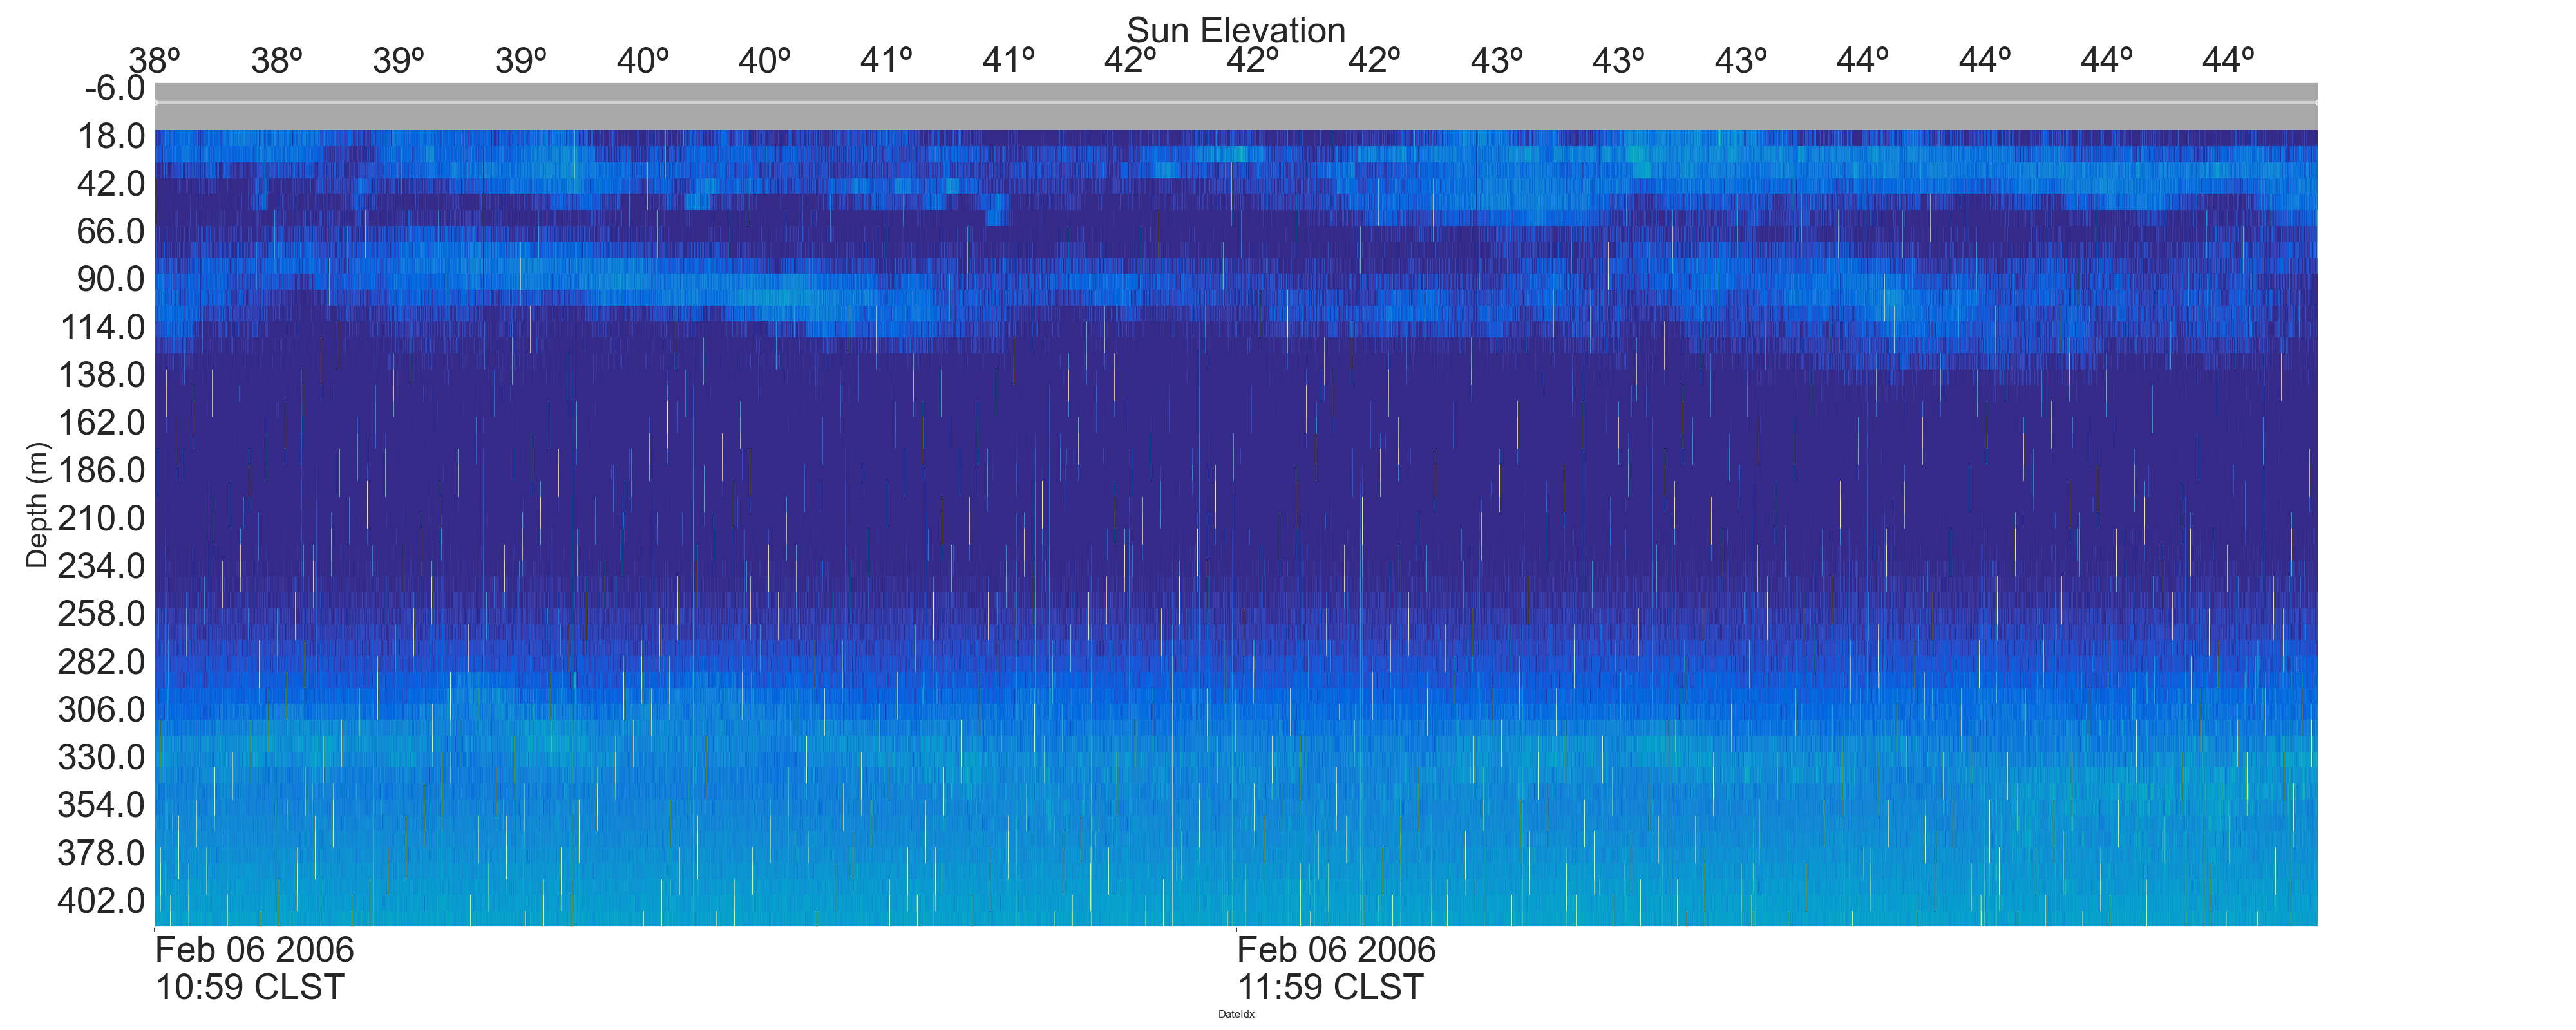 Sun Elevation
38º 38º 39º 39º 40º 40º 41º 41º 42º 42º 42º 43º 43º 43º 44º 44º 44º 44º
-6.0
18.0
42.0
66.0
90.0
114.0
138.0
162.0
186.0
210.0
234.0
258.0
282.0
306.0
330.0
354.0
378.0
402.0
Depth (m)
Feb 06 2006
10:59 CLST
Feb 06 2006
11:59 CLST
DateIdx